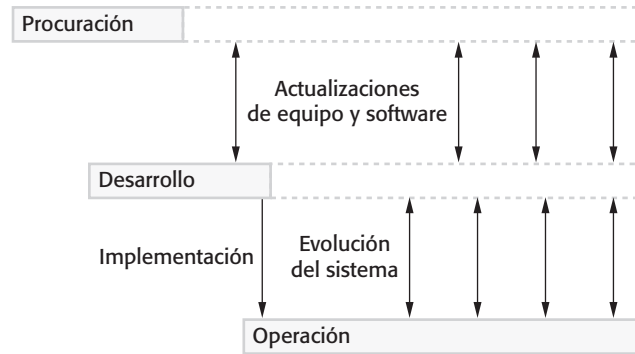 Procuración
Actualizaciones
de equipo y software
Desarrollo
Implementación
Evolución
del sistema
Operación